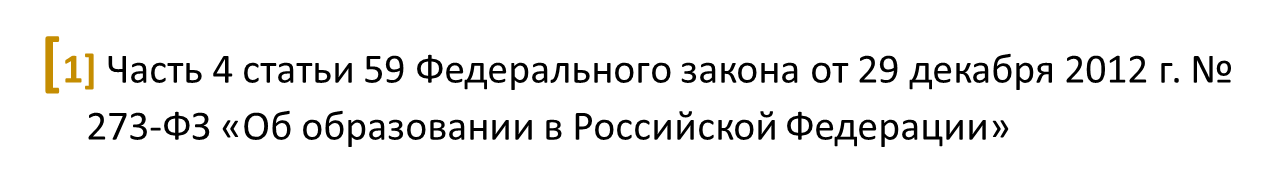 [1] Часть 4 статьи 59 Федерального закона от 29 декабря 2012 г. №
273-ФЗ «Об образовании в Российской Федерации»